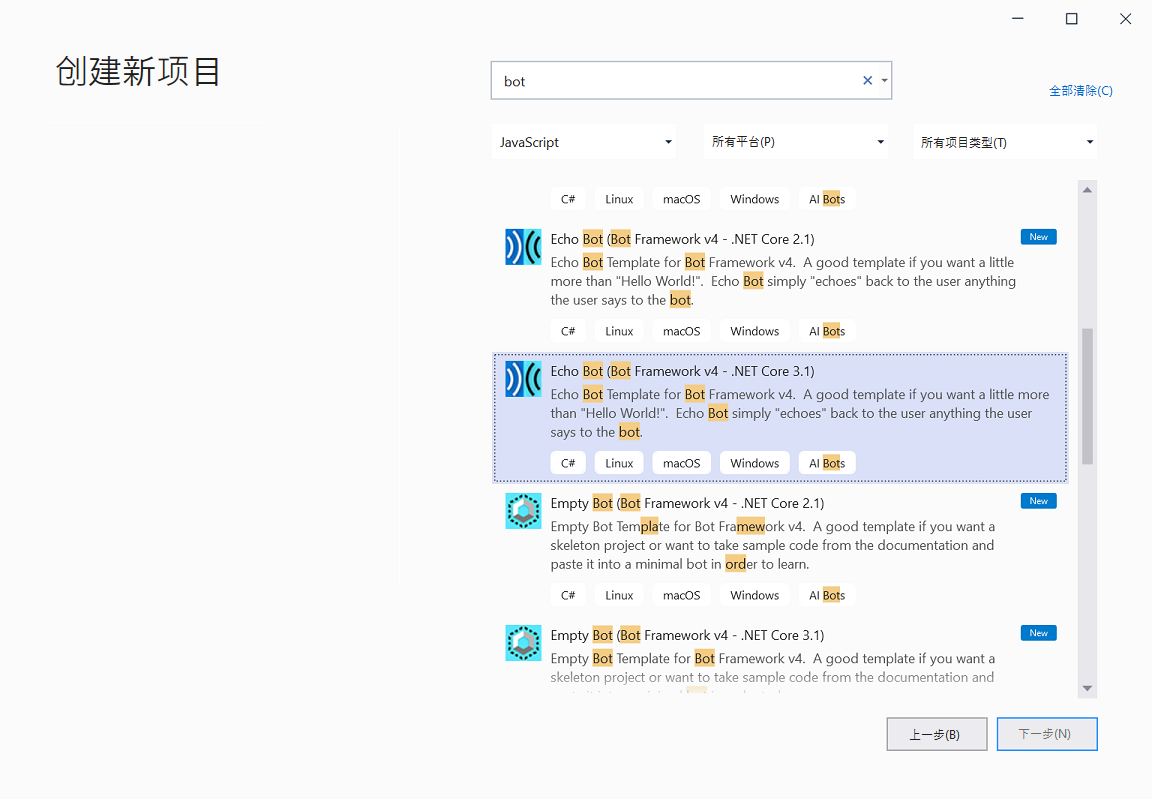 创建新项目
bot
全部清除(C)
JavaScript 所有平台(P) 所有项目类型(T)
C# Linux macOS Windows AI Bots
Echo Bot (Bot Framework v4 - .NET Core 2.1) New
Echo Bot Template for Bot Framework v4. A good template if you want a little
more than "Hello World!". Echo Bot simply "echoes" back to the user anything
the user says to the bot.
C# Linux macOS Windows AI Bots
Echo Bot (Bot Framework v4 - .NET Core 3.1)
Echo Bot Template for Bot Framework v4. A good template if you want a little more
than "Hello World!". Echo Bot simply "echoes" back to the user anything the user
says to the bot.
C# Linux macOS Windows AI Bots
Empty Bot (Bot Framework v4 - .NET Core 2.1) New
Empty Bot Template for Bot Framework v4. A good template if you want a
skeleton project or want to take sample code from the documentation and
paste it into a minimal bot in order to learn.
C# Linux macOS Windows AI Bots
Empty Bot (Bot Framework v4 - .NET Core 3.1) New
Empty Bot Template for Bot Framework v4. A good template if you want a
skeleton project or want to take sample code from the documentation and
上一步(B) 下一步(N)